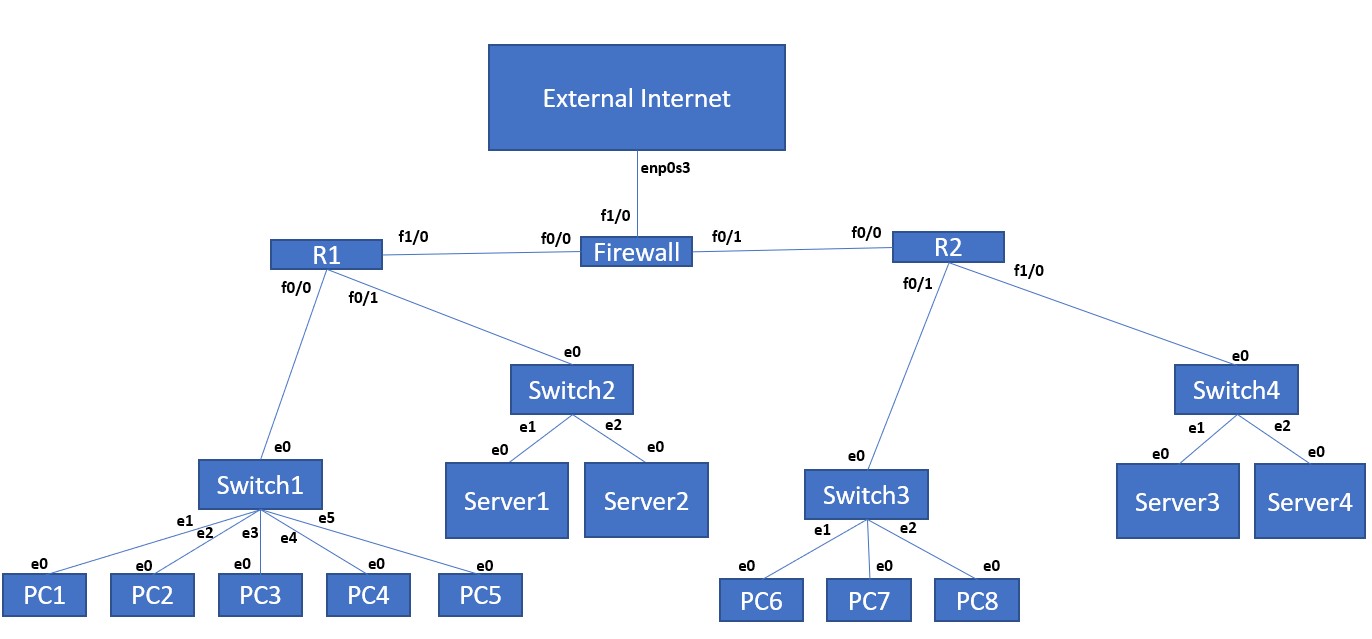 External Internet
enp0s3
f1/0
f1/0
f0/0
Firewall
f0/1
f0/0
R1
R2
f0/0
f0/1
f0/1
f1/0
e0
Switch2
e1
e2
e0
e0
Server1
Server2
e0
Switch4
e1
e2
e0
e0
Server3
Server4
e0
Switch1
e1
e2
e3
e4
e5
e0
e0
e0
e0
e0
PC1
PC2
PC3
PC4
PC5
e0
Switch3
e1
e2
e0
e0
e0
PC6
PC7
PC8